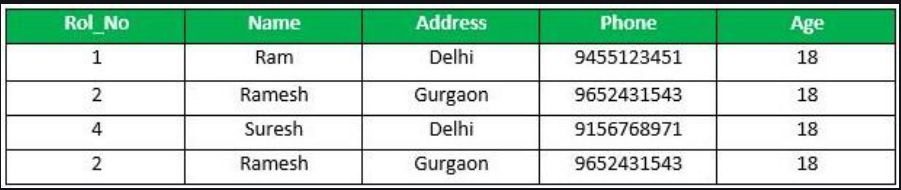 Rol_No Name Address Phone Age
1 Ram Delhi 9455123451 18
2 Ramesh Gurgaon 9652431543 18
4 Suresh Delhi 9156768971 18
2 Ramesh Gurgaon 9652431543 18